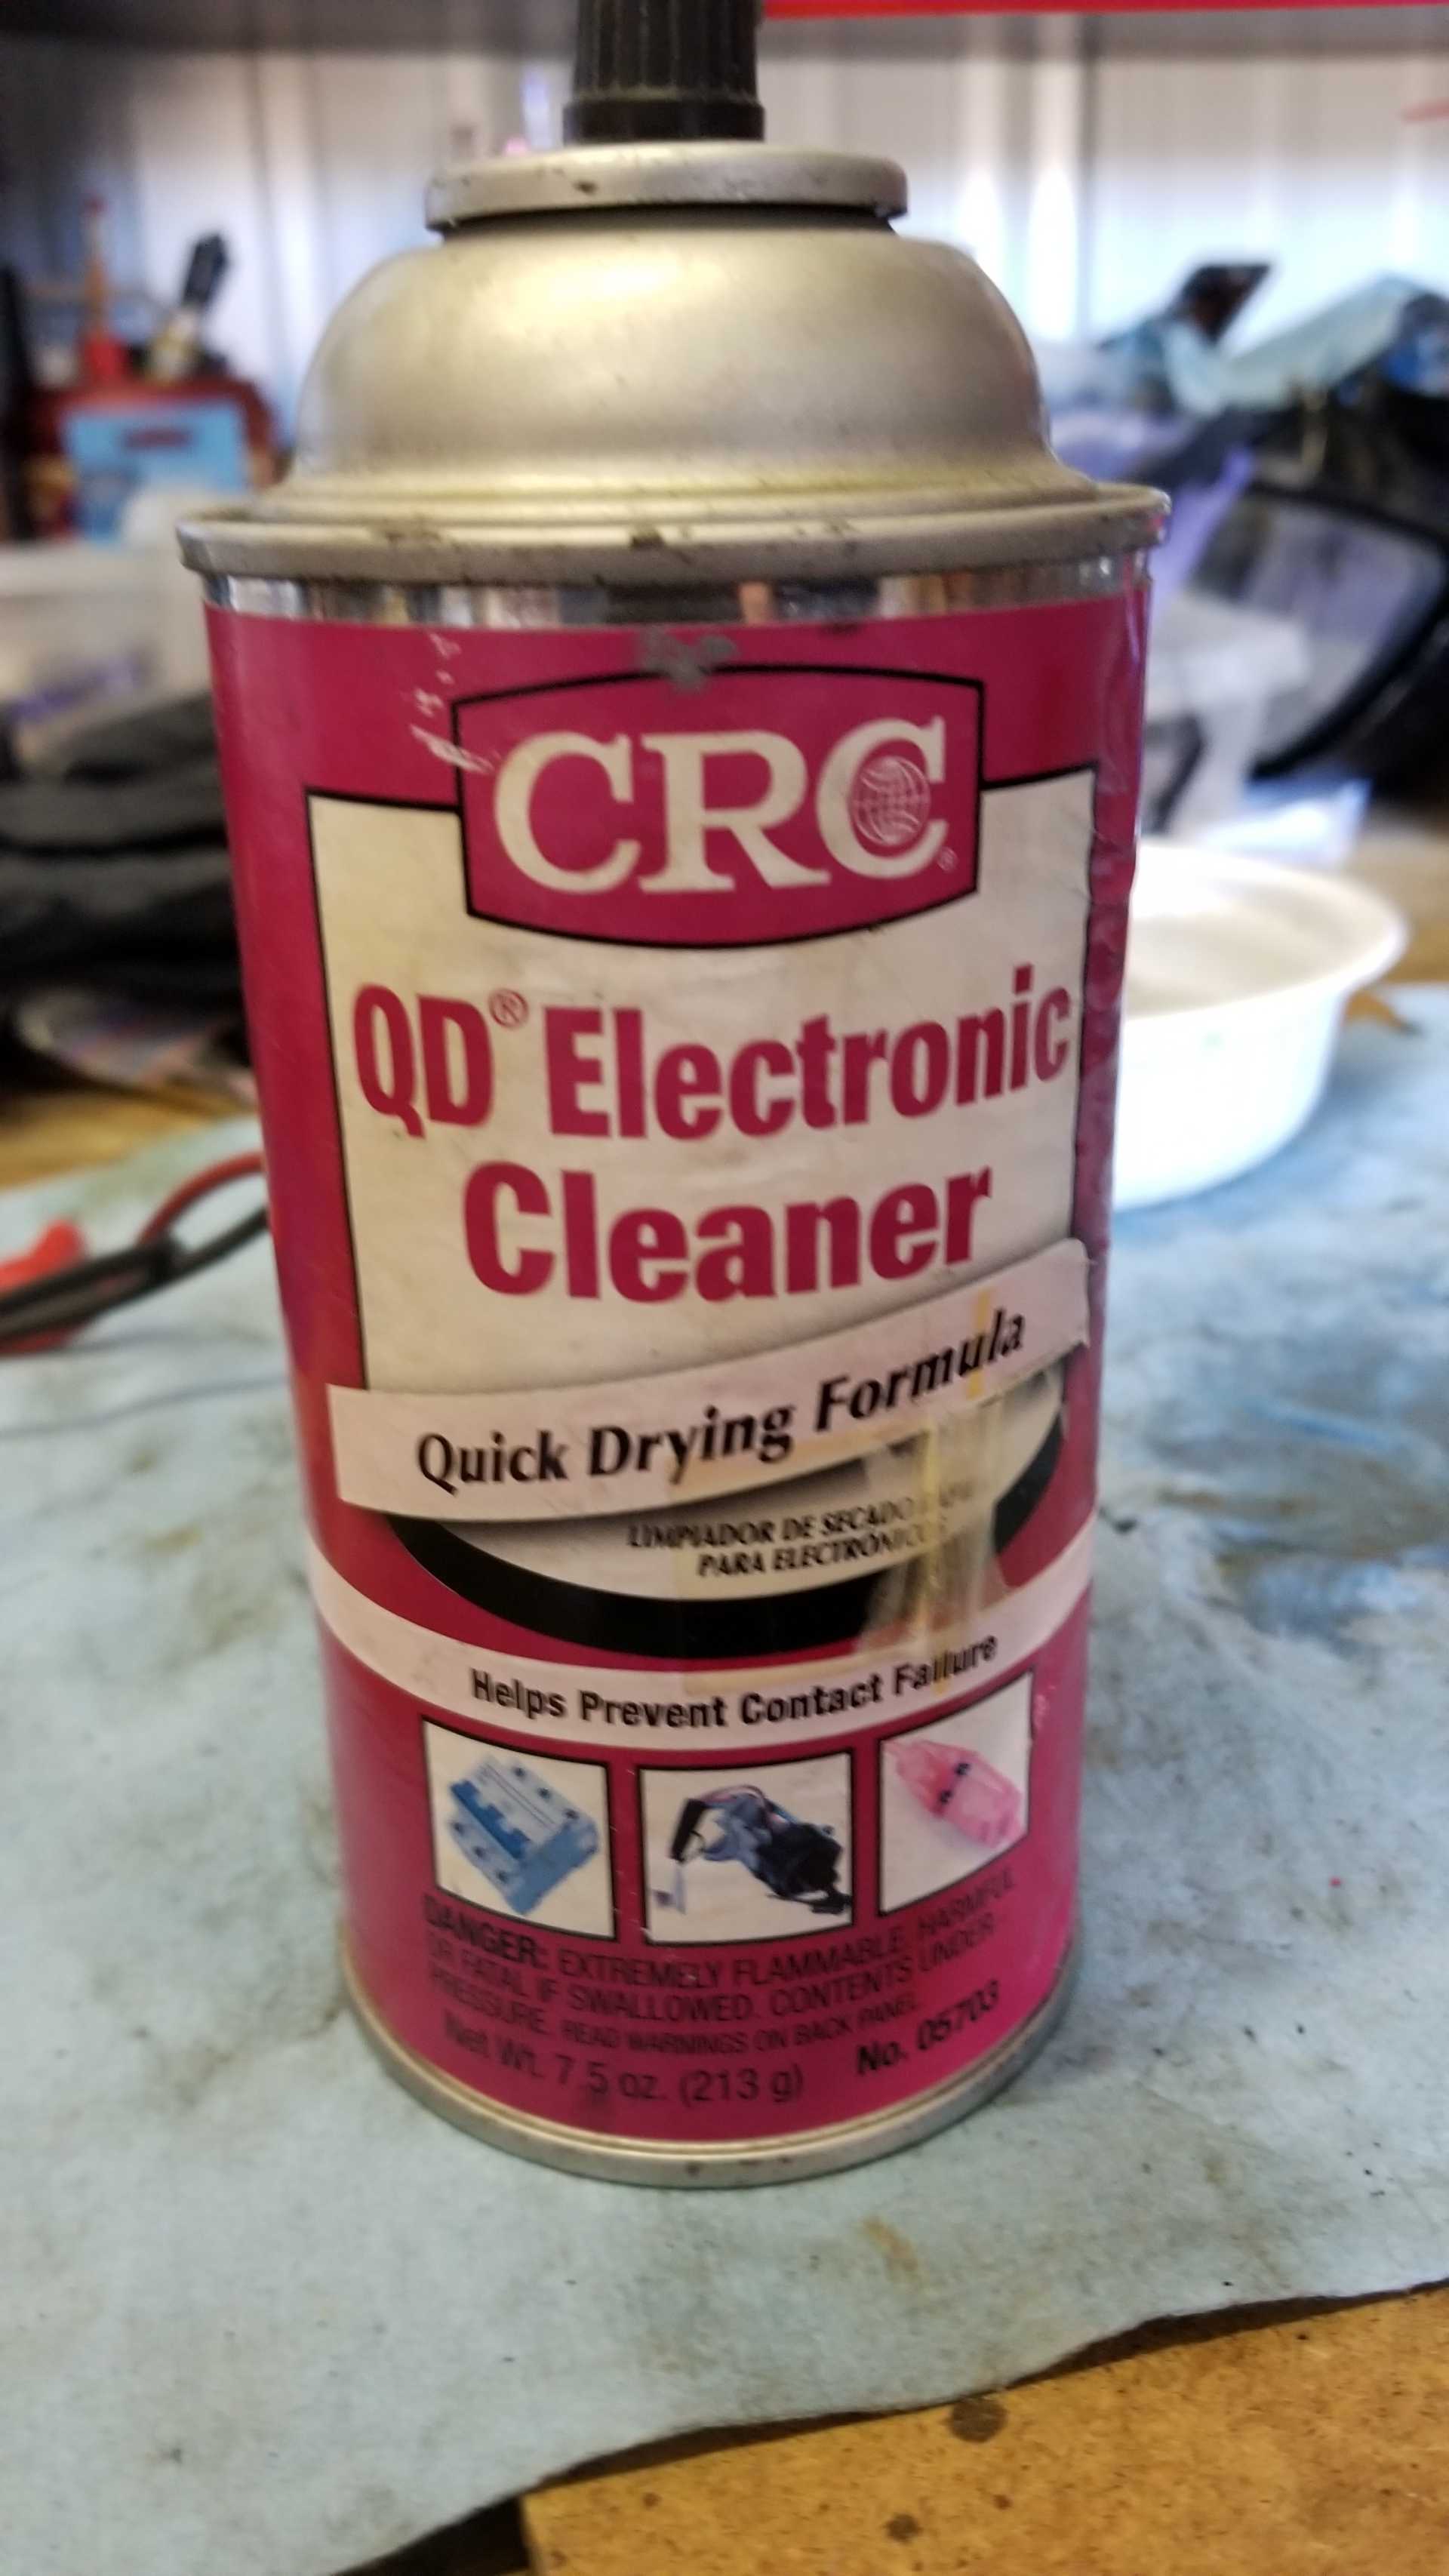 CRC®
QD® Electronic
Cleaner
Quick Drying Formula
LIMPIADOR DE SECADO
PARA ELECTRÓNICOS
Helps Prevent Contact Failure
DANGER: EXTREMELY FLAMMABLE. HARMFUL
OR FATAL IF SWALLOWED. CONTENTS UNDER
PRESSURE. READ WARNINGS ON BACK PANEL.
Net Wt. 7.5 oz. (213 g) No. 05703